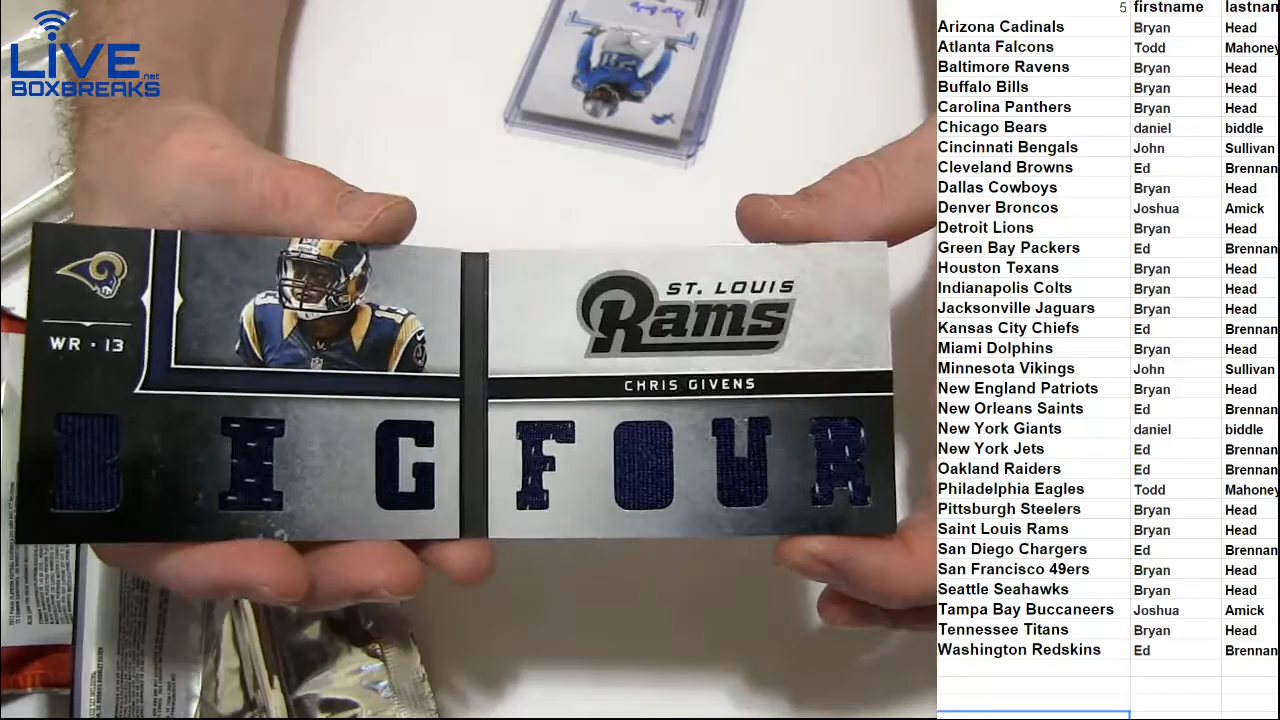 LIVE
.net
BOXBREAKS
WR · 13
13
ST. LOUIS
Rams
CHRIS GIVENS
BIG FOUR
5 firstname lastnan
Arizona Cadinals Bryan Head
Atlanta Falcons Todd Mahoney
Baltimore Ravens Bryan Head
Buffalo Bills Bryan Head
Carolina Panthers Bryan Head
Chicago Bears daniel biddle
Cincinnati Bengals John Sullivan
Cleveland Browns Ed Brennan
Dallas Cowboys Bryan Head
Denver Broncos Joshua Amick
Detroit Lions Bryan Head
Green Bay Packers Ed Brennan
Houston Texans Bryan Head
Indianapolis Colts Bryan Head
Jacksonville Jaguars Bryan Head
Kansas City Chiefs Ed Brennan
Miami Dolphins Bryan Head
Minnesota Vikings John Sullivan
New England Patriots Bryan Head
New Orleans Saints Ed Brennan
New York Giants daniel biddle
New York Jets Ed Brennan
Oakland Raiders Ed Brennan
Philadelphia Eagles Todd Mahoney
Pittsburgh Steelers Bryan Head
Saint Louis Rams Bryan Head
San Diego Chargers Ed Brennan
San Francisco 49ers Bryan Head
Seattle Seahawks Bryan Head
Tampa Bay Buccaneers Joshua Amick
Tennessee Titans Bryan Head
Washington Redskins Ed Brennan